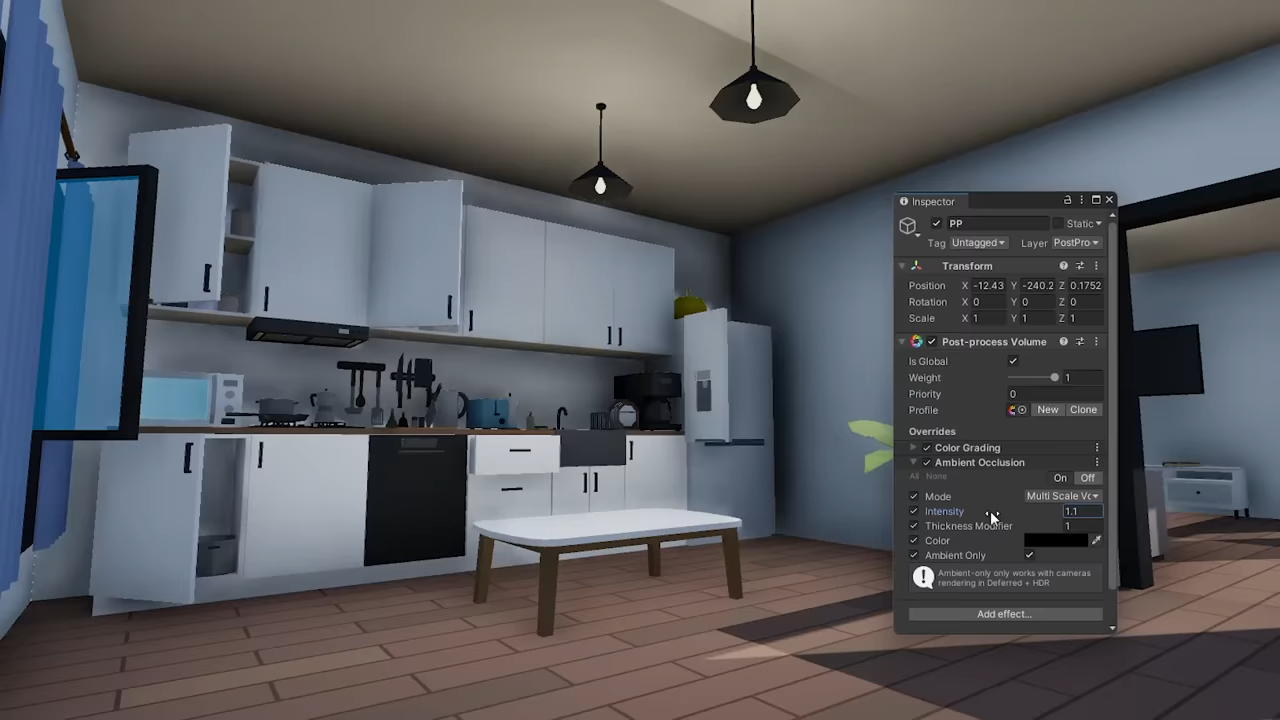 Inspector
PP Static
Tag Untagged Layer PostPro
Transform
Position X -12.43 Y -240.2 Z 0.1752
Rotation X 0 Y 0 Z 0
Scale X 1 Y 1 Z 1
Post-process Volume
Is Global
Weight 1
Priority 0
Profile New Clone
Overrides
Color Grading
Ambient Occlusion
All None On Off
Mode Multi Scale Vc
Intensity 1.1
Thickness Modifier 1
Color
Ambient Only
Ambient-only only works with cameras
rendering in Deferred + HDR
Add effect...